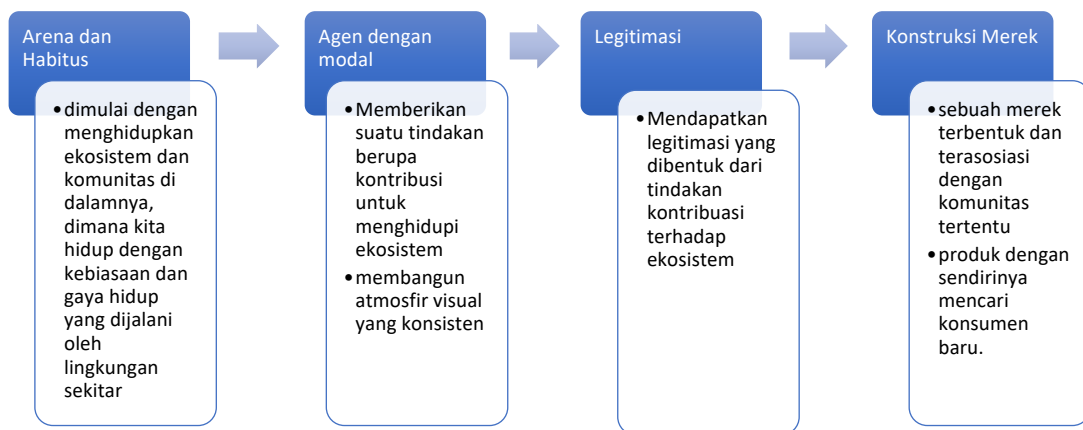 Arena dan
Habitus
•dimulai dengan
menghidupkan
ekosistem dan
komunitas di
dalamnya,
dimana kita
hidup dengan
kebiasaan dan
gaya hidup
yang dijalani
oleh
lingkungan
sekitar
Agen dengan
modal
•Memberikan
suatu tindakan
berupa
kontribusi
untuk
menghidupi
ekosistem
•membangun
atmosfir visual
yang konsisten
Legitimasi
•Mendapatkan
legitimasi yang
dibentuk dari
tindakan
kontribuasi
terhadap
ekosistem
Konstruksi Merek
•sebuah merek
terbentuk dan
terasosiasi
dengan
komunitas
tertentu
•produk dengan
sendirinya
mencari
konsumen
baru.